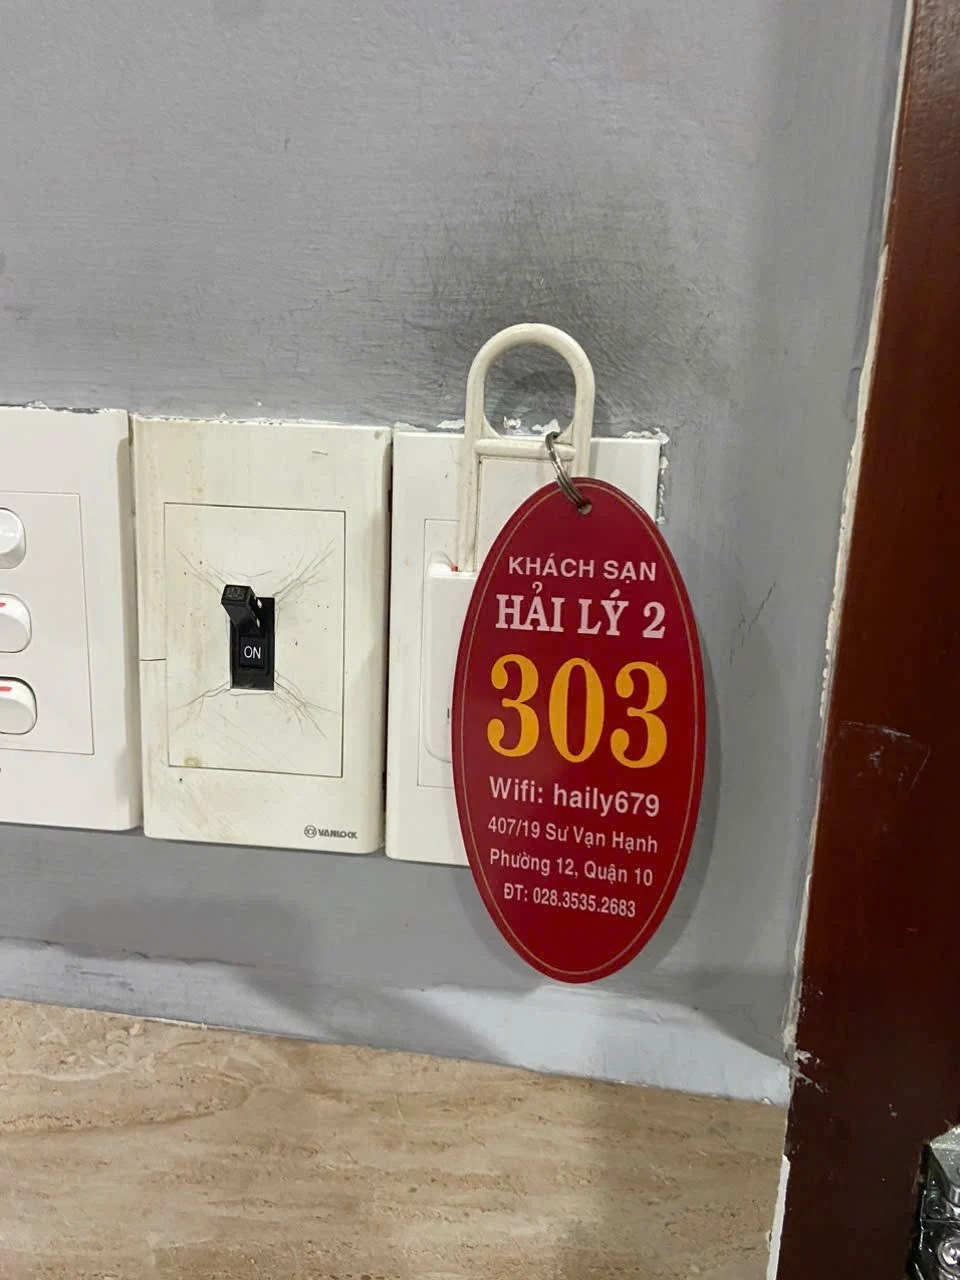 ON
VANLOCK
KHÁCH SẠN
HẢI LÝ 2
303
Wifi: haily679
407/19 Sư Vạn Hạnh
Phường 12, Quận 10
ĐT: 028.3535.2683